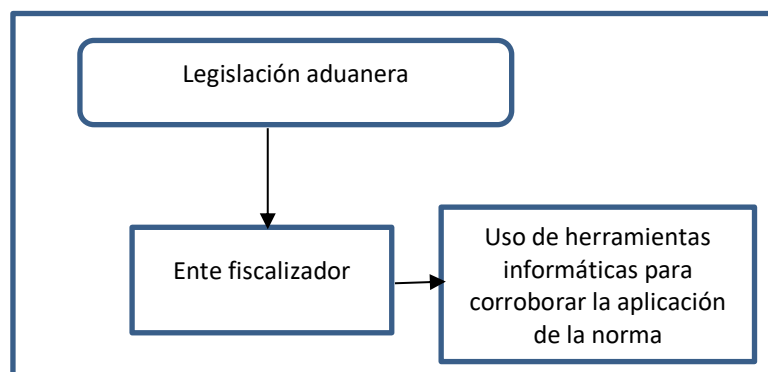 Legislación aduanera
Ente fiscalizador
Uso de herramientas
informáticas para
corroborar la aplicación
de la norma